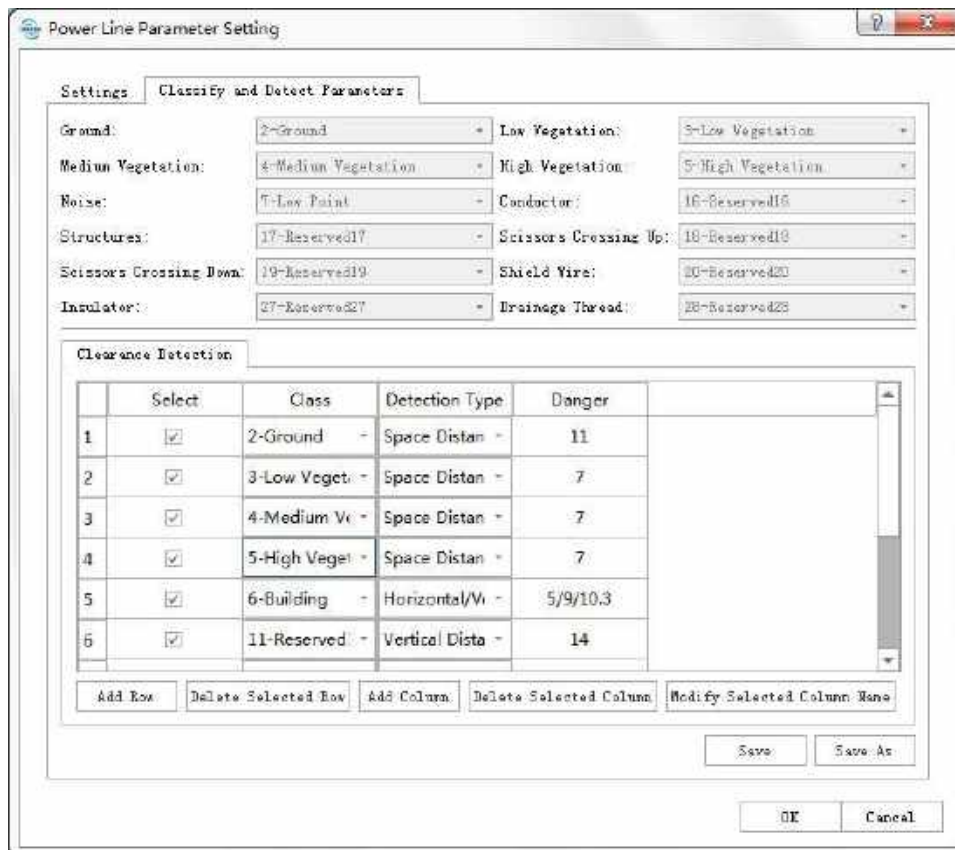 Power Line Parameter Setting
Settings Classify and Detect Parameters
Ground: 2-Ground Low Vegetation: 3-Low Vegetation
Medium Vegetation: 4-Medium Vegetation High Vegetation 5-High Vegetation
Noise: 7-Low Point Conductor: 16-Reserved16
Structures: 17-Reserved17 Scissors Crossing Up: 18-Reserved18
Scissors Crossing Down: 19-Reserved19 Shield Wire: 20-Reserved20
Insulator: 27-Reserved27 Drainage Thread: 28-Reserved28
Clearance Detection
Select Class Detection Type Danger
1 2-Ground Space Distan 11
2 3-Low Veget. Space Distan 7
3 4-Medium Ve Space Distan 7
4 5-High Veget Space Distan 7
5 6-Building Horizontal/Ve 5/9/10.3
6 11-Reserved Vertical Dista 14
Add Row Delete Selected Row Add Column Delete Selected Column Modify Selected Column Name
Save Save As
OK Cancel